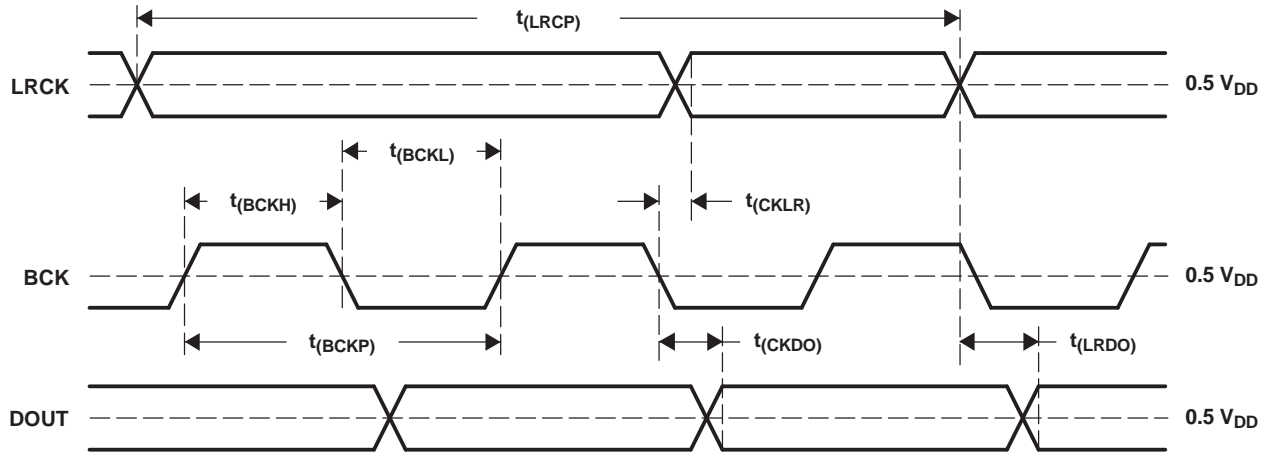 t(LRCP)
LRCK
0.5 VDD
t(BCKL)
t(BCKH)
t(CKLR)
BCK
0.5 VDD
t(BCKP)
t(CKDO)
t(LRDO)
DOUT
0.5 VDD